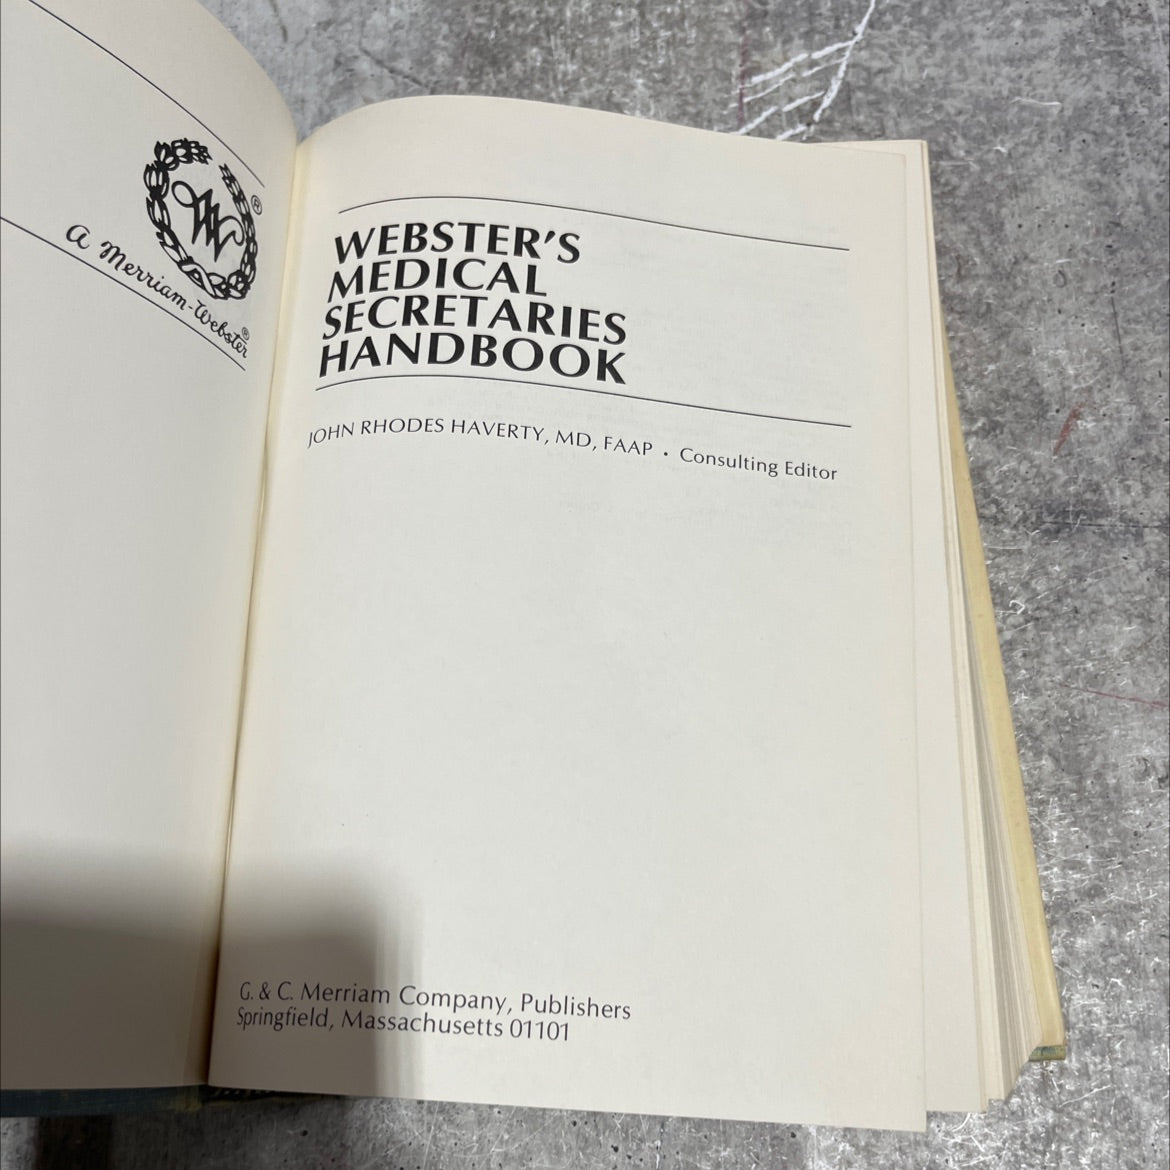 ®
a Merriam-Webster®
WEBSTER'S
MEDICAL
SECRETARIES
HANDBOOK
JOHN RHODES HAVERTY, MD, FAAP • Consulting Editor
G. & C. Merriam Company, Publishers
Springfield, Massachusetts 01101